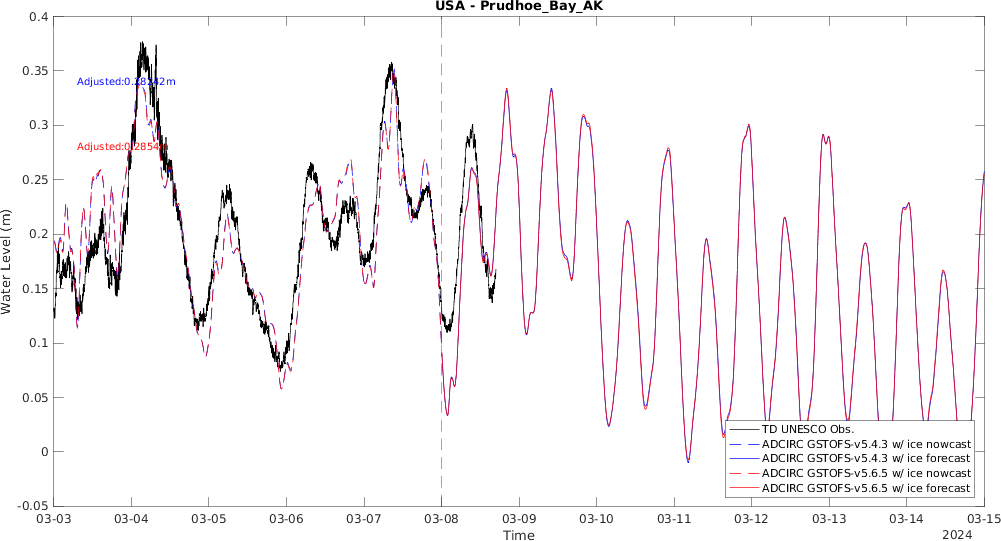 USA - Prudhoe_Bay_AK
0.4
0.35
0.3
0.25
0.2
0.15
0.1
0.05
0
-0.05
Water Level (m)
Adjusted:0.28242m
Adjusted:0.2854m
TD UNESCO Obs.
ADCIRC GSTOFS-v5.4.3 w/ ice nowcast
ADCIRC GSTOFS-v5.4.3 w/ ice forecast
ADCIRC GSTOFS-v5.6.5 w/ ice nowcast
ADCIRC GSTOFS-v5.6.5 w/ ice forecast
03-03 03-04 03-05 03-06 03-07 03-08 03-09 03-10 03-11 03-12 03-13 03-14 03-15
Time
2024